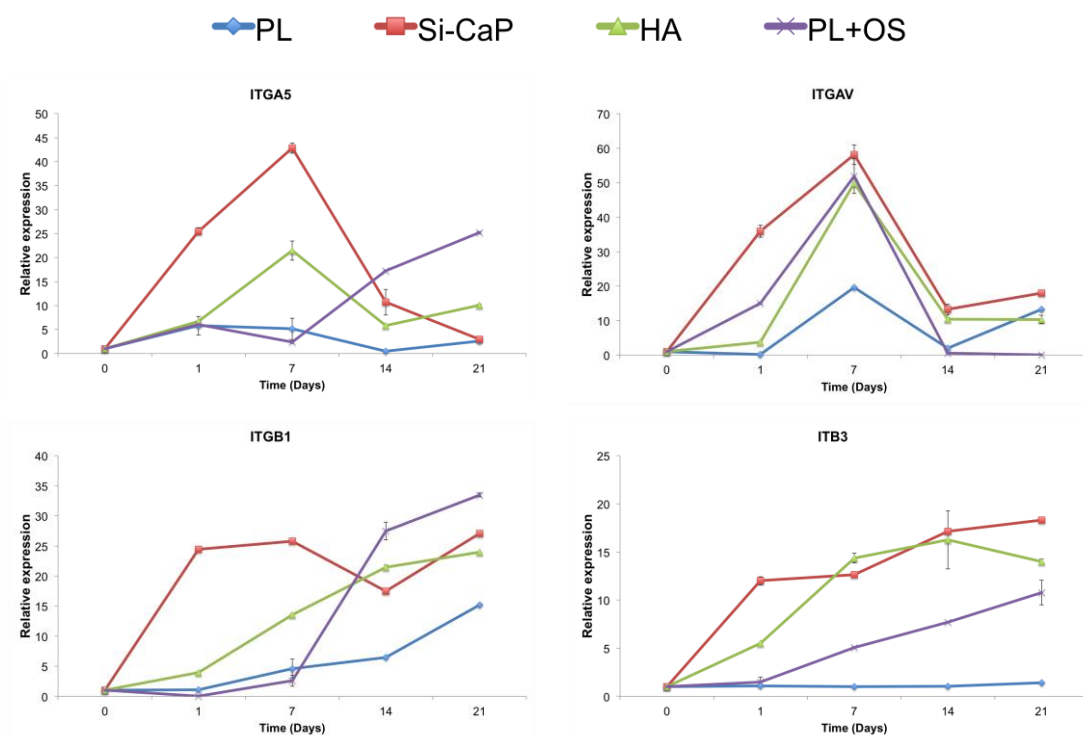 PL Si-CaP HA PL+OS
ITGA5
50
45
40
35
30
25
20
15
10
5
0
Relative expression
0 1 7 14 21
Time (Days)
ITGAV
70
60
50
40
30
20
10
0
Relative expression
0 1 7 14 21
Time (Days)
ITGB1
40
35
30
25
20
15
10
5
0
Relative expression
0 1 7 14 21
Time (Days)
ITB3
25
20
15
10
5
0
Relative expression
0 1 7 14 21
Time (Days)